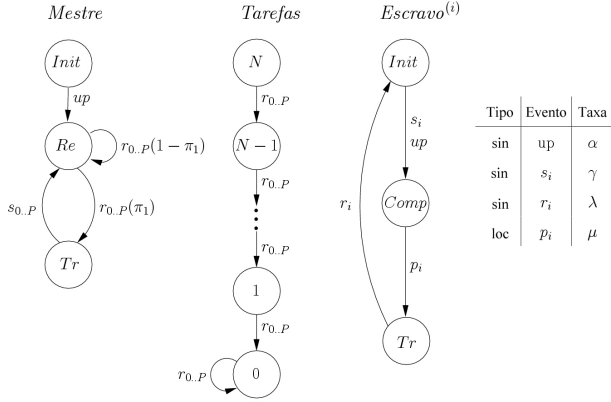 Mestre
Init
up
Re
r0..P(1 − π1)
s0..P
r0..P(π1)
Tr
Tarefas
N
r0..P
N − 1
r0..P
r0..P
1
r0..P
r0..P
0
Escravo(i)
Init
si
up
Comp
ri
pi
Tr
Tipo Evento Taxa
sin up α
sin si γ
sin ri λ
loc pi μ